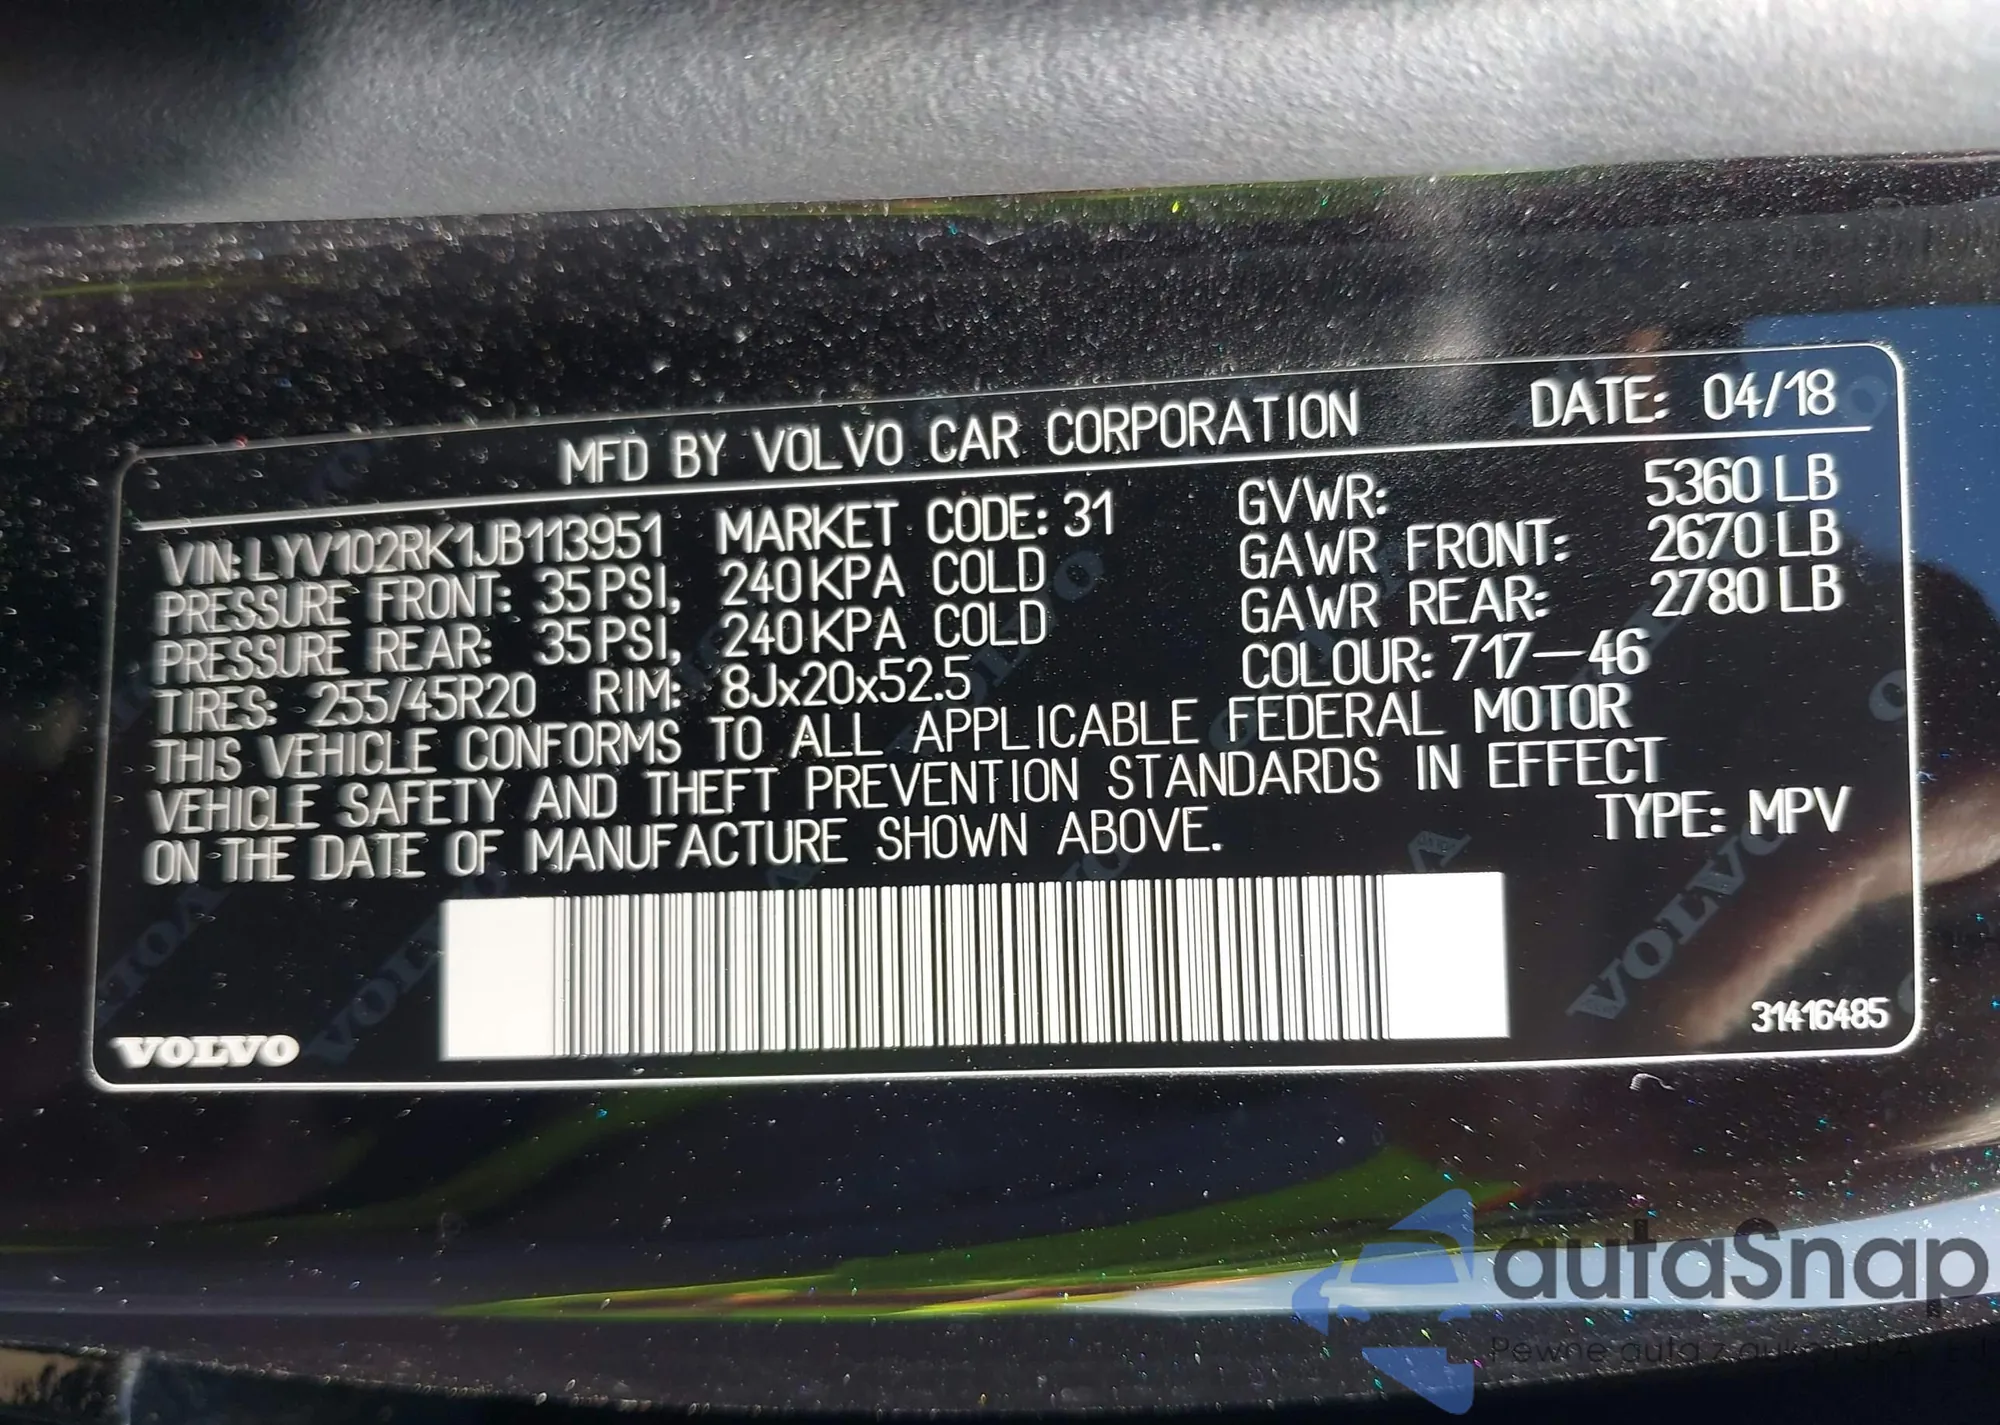 MFD BY VOLVO CAR CORPORATION DATE: 04/18
VIN: LYV102RK1JB113951 MARKET CODE: 31 GVWR: 5360 LB
PRESSURE FRONT: 35 PSI, 240 KPA COLD GAWR FRONT: 2670 LB
PRESSURE REAR: 35 PSI, 240 KPA COLD GAWR REAR: 2780 LB
TIRES: 255/45R20 RIM: 8Jx20x52.5 COLOUR: 717-46
THIS VEHICLE CONFORMS TO ALL APPLICABLE FEDERAL MOTOR
VEHICLE SAFETY AND THEFT PREVENTION STANDARDS IN EFFECT
ON THE DATE OF MANUFACTURE SHOWN ABOVE. TYPE: MPV
VOLVO 31416485
autaSnap
Pewne auta z